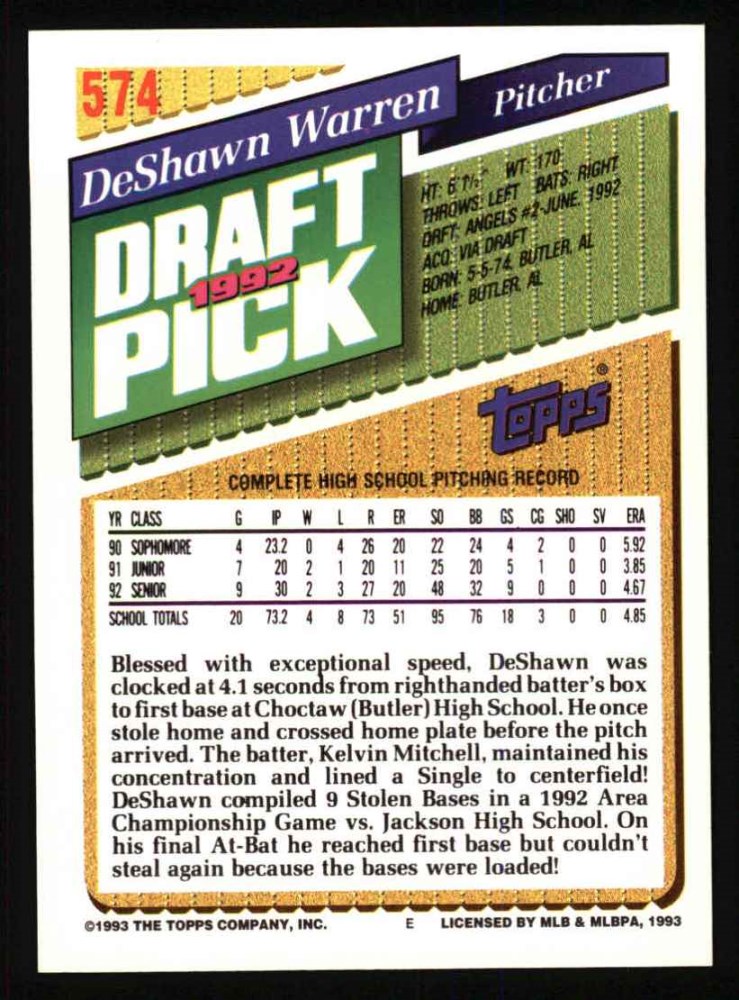 574
DeShawn Warren
Pitcher
DRAFT
1992
PICK
HT: 6'1½" WT: 170
THROWS: LEFT BATS: RIGHT
DRFT: ANGELS #2-JUNE, 1992
ACQ: VIA DRAFT
BORN: 5-5-74, BUTLER, AL
HOME: BUTLER, AL
topps®
COMPLETE HIGH SCHOOL PITCHING RECORD
YR CLASS G IP W L R ER SO BB GS CG SHO SV ERA
90 SOPHOMORE 4 23.2 0 4 26 20 22 24 4 2 0 0 5.92
91 JUNIOR 7 20 2 1 20 11 25 20 5 1 0 0 3.85
92 SENIOR 9 30 2 3 27 20 48 32 9 0 0 0 4.67
SCHOOL TOTALS 20 73.2 4 8 73 51 95 76 18 3 0 0 4.85
Blessed with exceptional speed, DeShawn was
clocked at 4.1 seconds from righthanded batter's box
to first base at Choctaw (Butler) High School. He once
stole home and crossed home plate before the pitch
arrived. The batter, Kelvin Mitchell, maintained his
concentration and lined a Single to centerfield!
DeShawn compiled 9 Stolen Bases in a 1992 Area
Championship Game vs. Jackson High School. On
his final At-Bat he reached first base but couldn't
steal again because the bases were loaded!
©1993 THE TOPPS COMPANY, INC. E LICENSED BY MLB & MLBPA, 1993